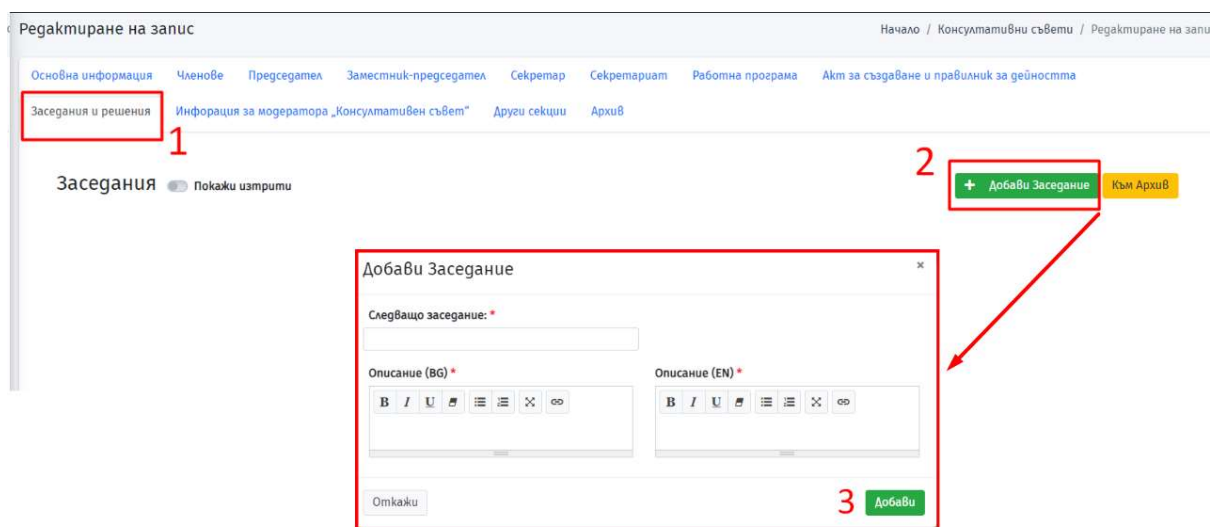 Редактиране на запис
Начало / Консултативни съвети / Редактиране на запи
Основна информация Членове Председател Заместник-председател Секретар Секретариат Работна програма Акт за създаване и правилник за дейността
Заседания и решения Инфорация за модератора „Консултативен съвет" Други секции Архив
1
2
Заседания Покажи изтрити
+ Добави Заседание Към Архив
Добави Заседание ×
Следващо заседание: *
Описание (BG) * Описание (EN) *
B I U B I U
Откажи 3 Добави